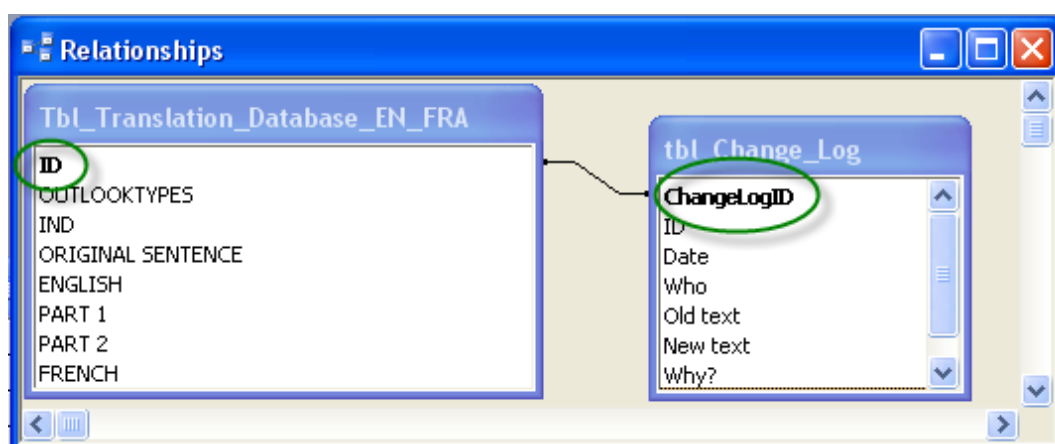 Relationships
Tbl_Translation_Database_EN_FRA
ID
OUTLOOKTYPES
IND
ORIGINAL SENTENCE
ENGLISH
PART 1
PART 2
FRENCH
tbl_Change_Log
ChangeLogID
ID
Date
Who
Old text
New text
Why?